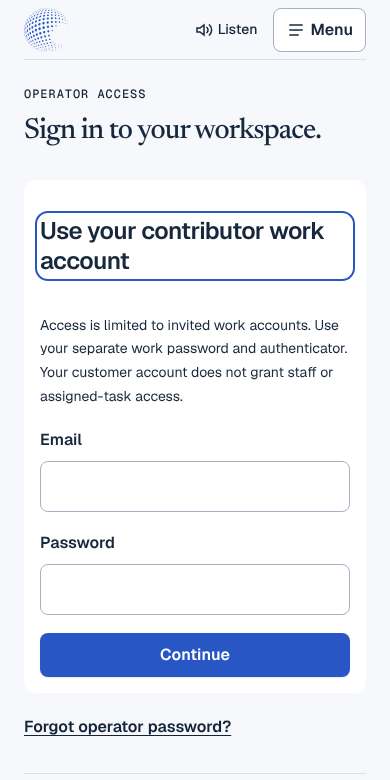 Listen
Menu
OPERATOR ACCESS
Sign in to your workspace.
Use your contributor work
account
Access is limited to invited work accounts. Use
your separate work password and authenticator.
Your customer account does not grant staff or
assigned-task access.
Email
Password
Continue
Forgot operator password?